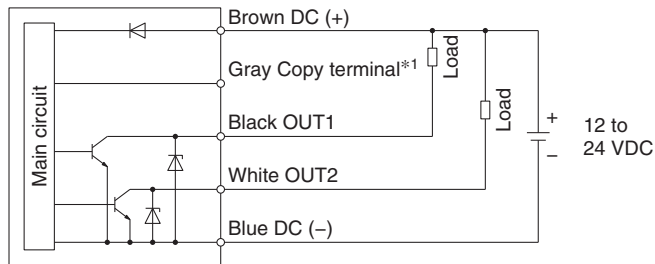 Brown DC (+)
Gray Copy terminal*1
Black OUT1
White OUT2
Blue DC (−)
Main circuit
Load
Load
+
−
12 to
24 VDC